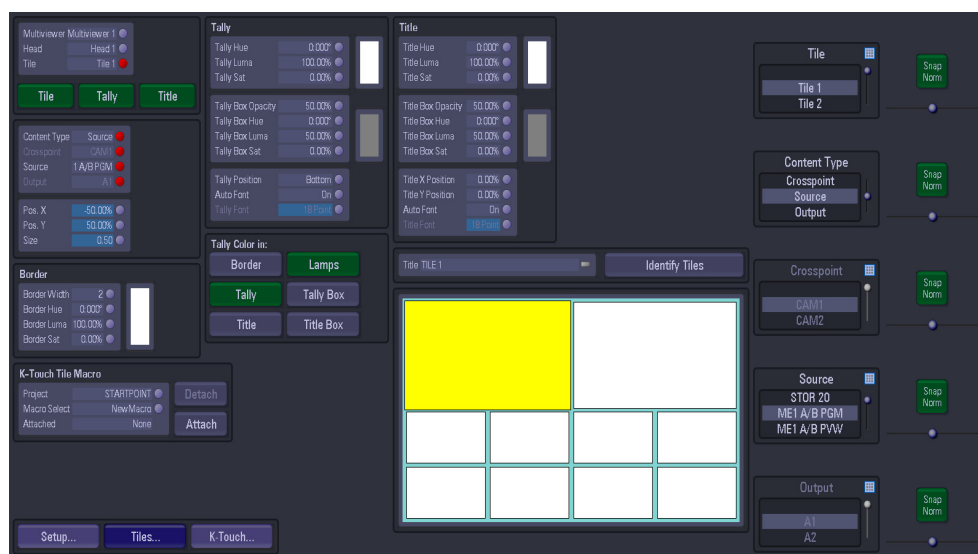 Multiviewer Multiviewer 1
Head Head 1
Tile Tile 1
Tile Tally Title
Content Type Source
Crosspoint CAM1
Source 1 A/B PGM
Output A1
Pos. X -50.00%
Pos. Y 50.00%
Size 0.50
Border
Border Width 2
Border Hue 0.000°
Border Luma 100.00%
Border Sat 0.00%
K-Touch Tile Macro
Project STARTPOINT
Macro Select NewMacro
Attached None
Detach
Attach
Setup... Tiles... K-Touch...
Tally
Tally Hue 0.000°
Tally Luma 100.00%
Tally Sat 0.00%
Tally Box Opacity 50.00%
Tally Box Hue 0.000°
Tally Box Luma 50.00%
Tally Box Sat 0.00%
Tally Position Bottom
Auto Font On
Tally Font 18 Point
Tally Color in:
Border Lamps
Tally Tally Box
Title Title Box
Title
Title Hue 0.000°
Title Luma 100.00%
Title Sat 0.00%
Title Box Opacity 50.00%
Title Box Hue 0.000°
Title Box Luma 50.00%
Title Box Sat 0.00%
Title X Position 0.00%
Title Y Position 0.00%
Auto Font On
Title Font 18 Point
Title TILE 1
Identify Tiles
Tile
Tile 1
Tile 2
Snap
Norm
Content Type
Crosspoint
Source
Output
Snap
Norm
Crosspoint
CAM1
CAM2
Snap
Norm
Source
STOR 20
ME1 A/B PGM
ME1 A/B PVW
Snap
Norm
Output
A1
A2
Snap
Norm